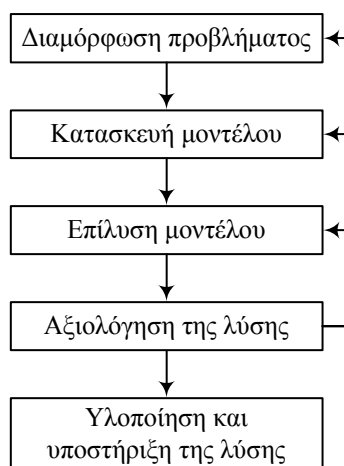 Διαμόρφωση προβλήματος
Κατασκευή μοντέλου
Επίλυση μοντέλου
Αξιολόγηση της λύσης
Υλοποίηση και
υποστήριξη της λύσης